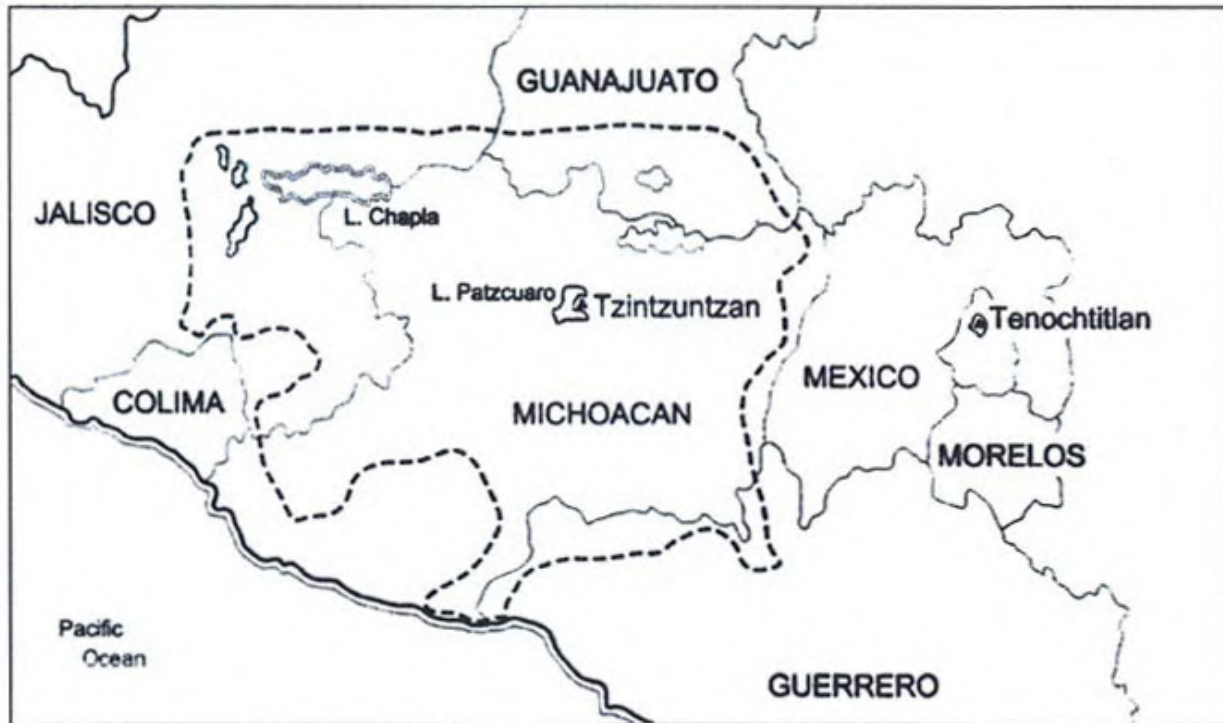 GUANAJUATO
JALISCO
L. Chapla
L. Patzcuaro
Tzintzuntzan
Tenochtitlan
COLIMA
MICHOACAN
MEXICO
MORELOS
Pacific
Ocean
GUERRERO